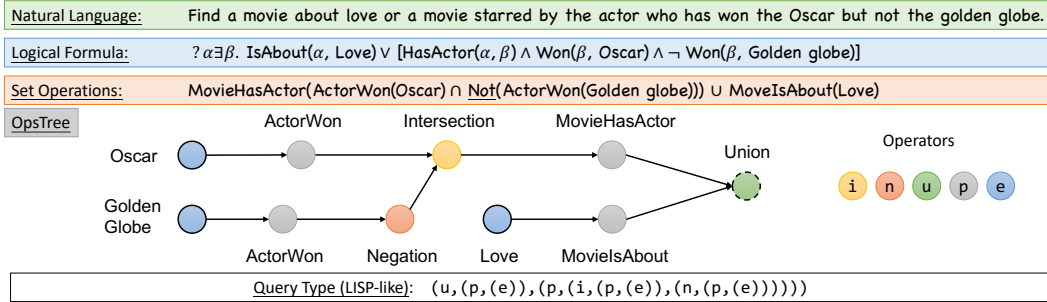 Natural Language: Find a movie about love or a movie starred by the actor who has won the Oscar but not the golden globe.
Logical Formula: ? α∃β. IsAbout(α, Love) ∨ [HasActor(α, β) ∧ Won(β, Oscar) ∧ ¬ Won(β, Golden globe)]
Set Operations: MovieHasActor(ActorWon(Oscar) ∩ Not(ActorWon(Golden globe))) ∪ MoveIsAbout(Love)
OpsTree
ActorWon Intersection MovieHasActor
Oscar
Union
Operators
i n u p e
Golden
Globe
ActorWon Negation Love MovieIsAbout
Query Type (LISP-like): (u,(p,(e)),(p,(i,(p,(e)),(n,(p,(e))))))